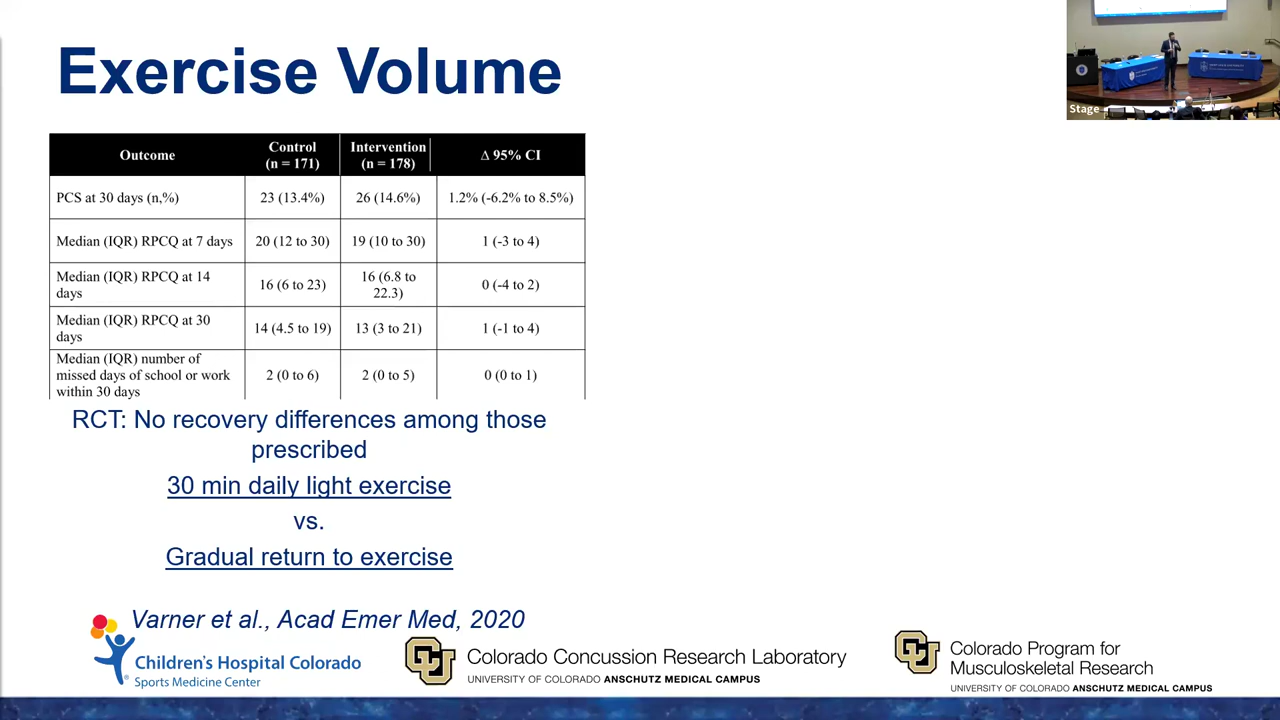 Exercise Volume
Stage
Outcome
Control
(n = 171)
Intervention
(n = 178)
Δ 95% CI
PCS at 30 days (n,%)
23 (13.4%)
26 (14.6%)
1.2% (-6.2% to 8.5%)
Median (IQR) RPCQ at 7 days
20 (12 to 30)
19 (10 to 30)
1 (-3 to 4)
Median (IQR) RPCQ at 14
days
16 (6 to 23)
16 (6.8 to
22.3)
0 (-4 to 2)
Median (IQR) RPCQ at 30
days
14 (4.5 to 19)
13 (3 to 21)
1 (-1 to 4)
Median (IQR) number of
missed days of school or work
within 30 days
2 (0 to 6)
2 (0 to 5)
0 (0 to 1)
RCT: No recovery differences among those
prescribed
30 min daily light exercise
vs.
Gradual return to exercise
Varner et al., Acad Emer Med, 2020
Children's Hospital Colorado
Sports Medicine Center
CU
Colorado Concussion Research Laboratory
UNIVERSITY OF COLORADO ANSCHUTZ MEDICAL CAMPUS
CU
Colorado Program for
Musculoskeletal Research
UNIVERSITY OF COLORADO ANSCHUTZ MEDICAL CAMPUS